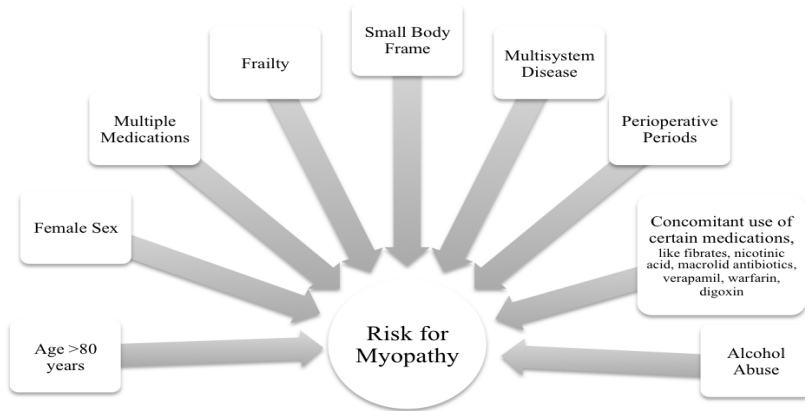 Small Body
Frame
Frailty
Multisystem
Disease
Multiple
Medications
Perioperative
Periods
Female Sex
Concomitant use of
certain medications,
like fibrates, nicotinic
acid, macrolid antibiotics,
verapamil, warfarin,
digoxin
Age >80
years
Risk for
Myopathy
Alcohol
Abuse